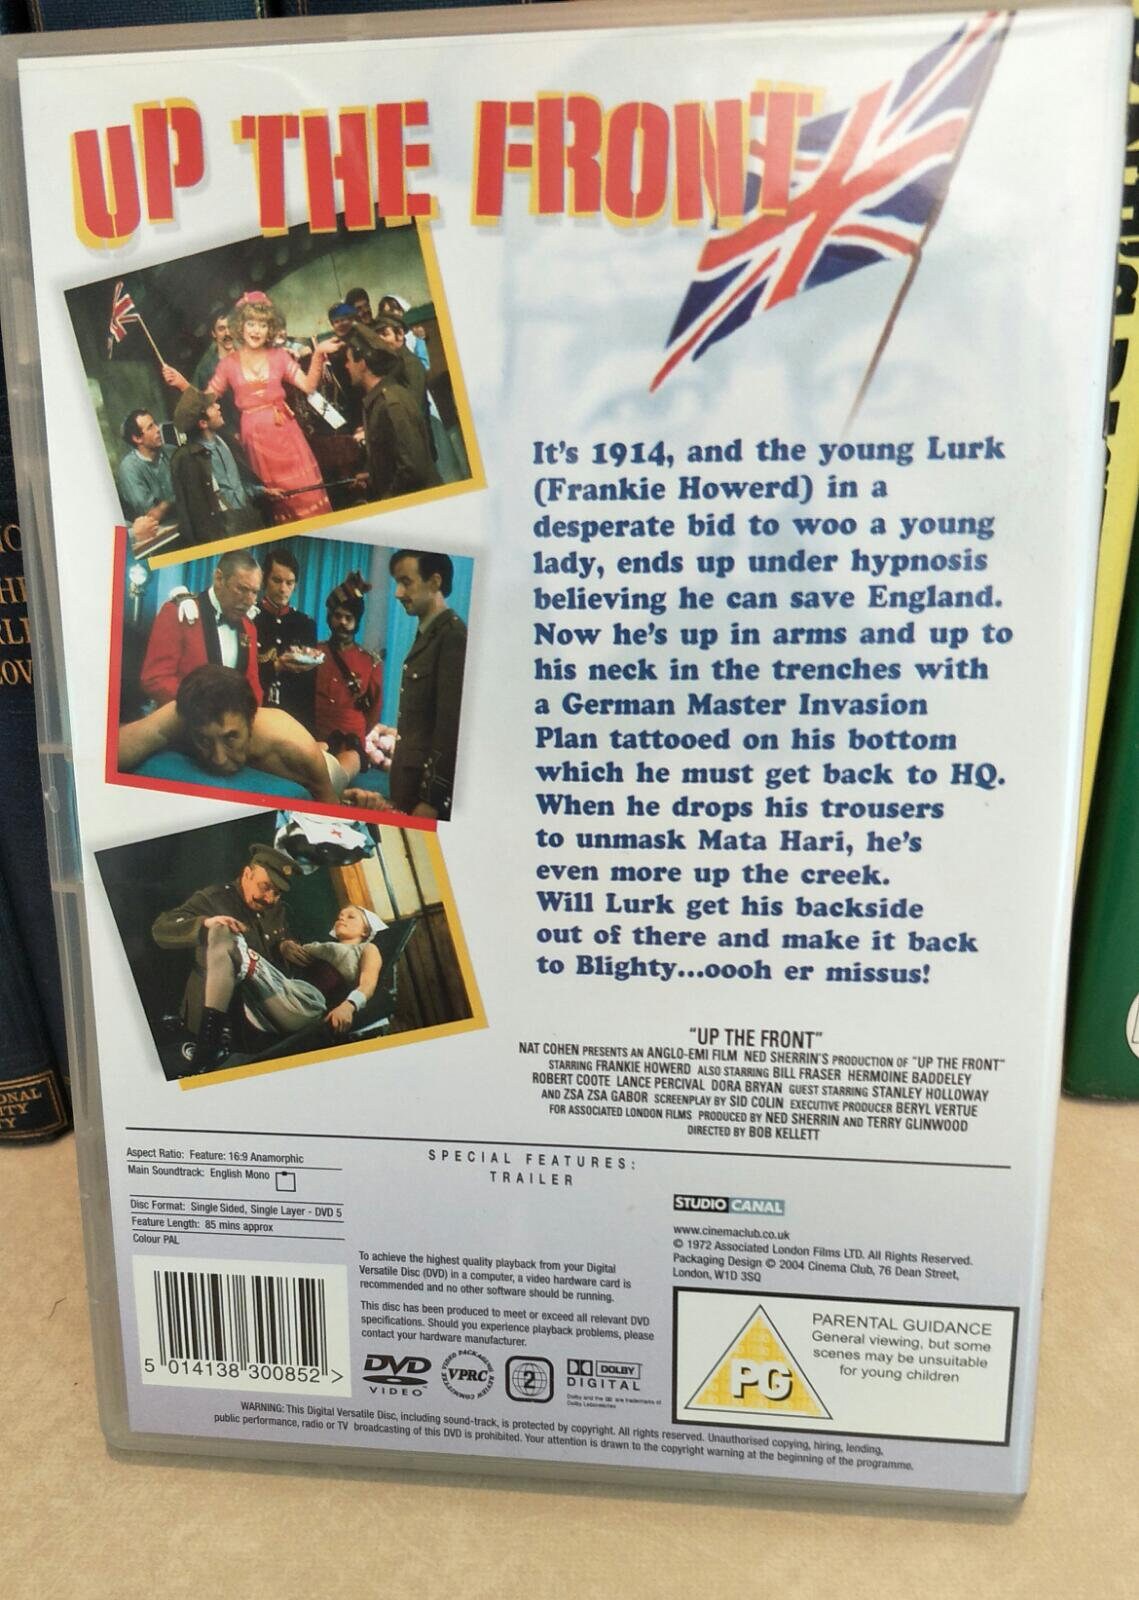 UP THE FRONT
It's 1914, and the young Lurk
(Frankie Howerd) in a
desperate bid to woo a young
lady, ends up under hypnosis
believing he can save England.
Now he's up in arms and up to
his neck in the trenches with
a German Master Invasion
Plan tattooed on his bottom
which he must get back to HQ.
When he drops his trousers
to unmask Mata Hari, he's
even more up the creek.
Will Lurk get his backside
out of there and make it back
to Blighty...oooh er missus!
"UP THE FRONT"
NAT COHEN PRESENTS AN ANGLO-EMI FILM NED SHERRIN'S PRODUCTION OF "UP THE FRONT"
STARRING FRANKIE HOWERD ALSO STARRING BILL FRASER HERMOINE BADDELEY
ROBERT COOTE LANCE PERCIVAL DORA BRYAN GUEST STARRING STANLEY HOLLOWAY
AND ZSA ZSA GABOR SCREENPLAY BY SID COLIN EXECUTIVE PRODUCER BERYL VERTUE
FOR ASSOCIATED LONDON FILMS PRODUCED BY NED SHERRIN AND TERRY GLINWOOD
DIRECTED BY BOB KELLETT
Aspect Ratio: Feature: 16:9 Anamorphic
Main Soundtrack: English Mono
Disc Format: Single Sided, Single Layer - DVD 5
Feature Length: 85 mins approx
Colour PAL
SPECIAL FEATURES:
TRAILER
STUDIO CANAL
www.cinemaclub.co.uk
© 1972 Associated London Films LTD. All Rights Reserved.
Packaging Design © 2004 Cinema Club, 76 Dean Street,
London, W1D 3SQ
To achieve the highest quality playback from your Digital
Versatile Disc (DVD) in a computer, a video hardware card is
recommended and no other software should be running.
This disc has been produced to meet or exceed all relevant DVD
specifications. Should you experience playback problems, please
contact your hardware manufacturer.
5 014138 300852 >
DVD
VIDEO
VIDEO PACKAGING REVIEW COMMITTEE
VPRC
2
DOLBY
DIGITAL
Dolby and the DD are trademarks of
Dolby Laboratories
PG
PARENTAL GUIDANCE
General viewing, but some
scenes may be unsuitable
for young children
WARNING: This Digital Versatile Disc, including sound-track, is protected by copyright. All rights reserved. Unauthorised copying, hiring, lending,
public performance, radio or TV broadcasting of this DVD is prohibited. Your attention is drawn to the copyright warning at the beginning of the programme.